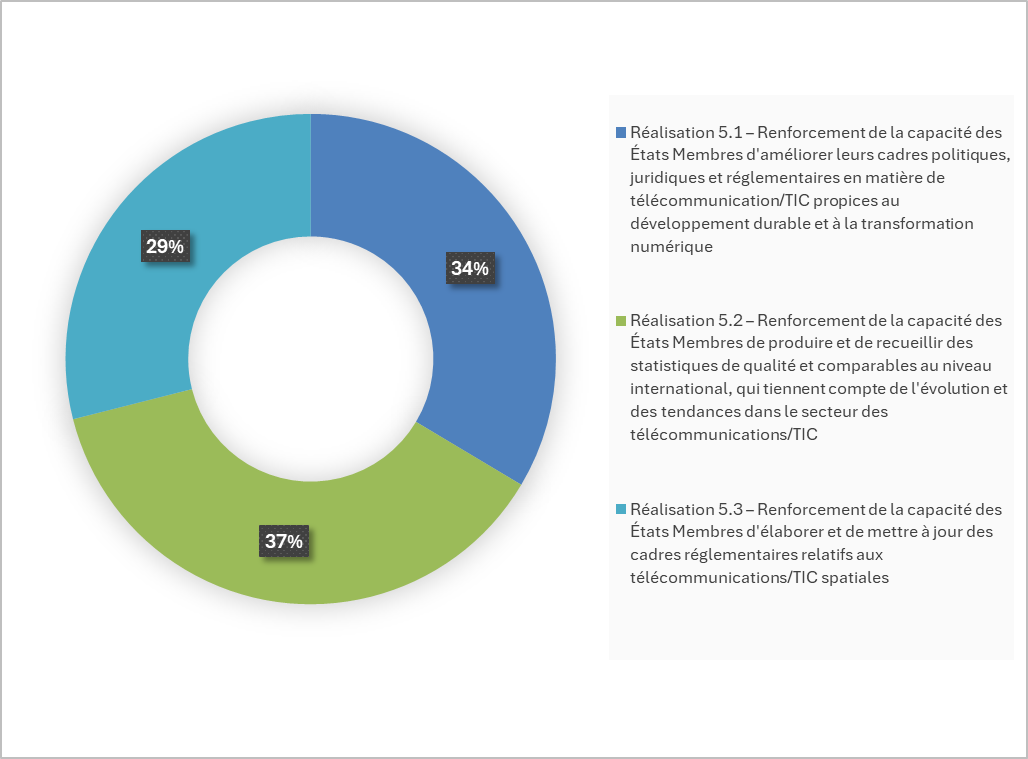 29%
34%
37%
Réalisation 5.1 – Renforcement de la capacité des
États Membres d'améliorer leurs cadres politiques,
juridiques et réglementaires en matière de
télécommunication/TIC propices au
développement durable et à la transformation
numérique
Réalisation 5.2 – Renforcement de la capacité des
États Membres de produire et de recueillir des
statistiques de qualité et comparables au niveau
international, qui tiennent compte de l'évolution et
des tendances dans le secteur des
télécommunications/TIC
Réalisation 5.3 – Renforcement de la capacité des
États Membres d'élaborer et de mettre à jour des
cadres réglementaires relatifs aux
télécommunications/TIC spatiales